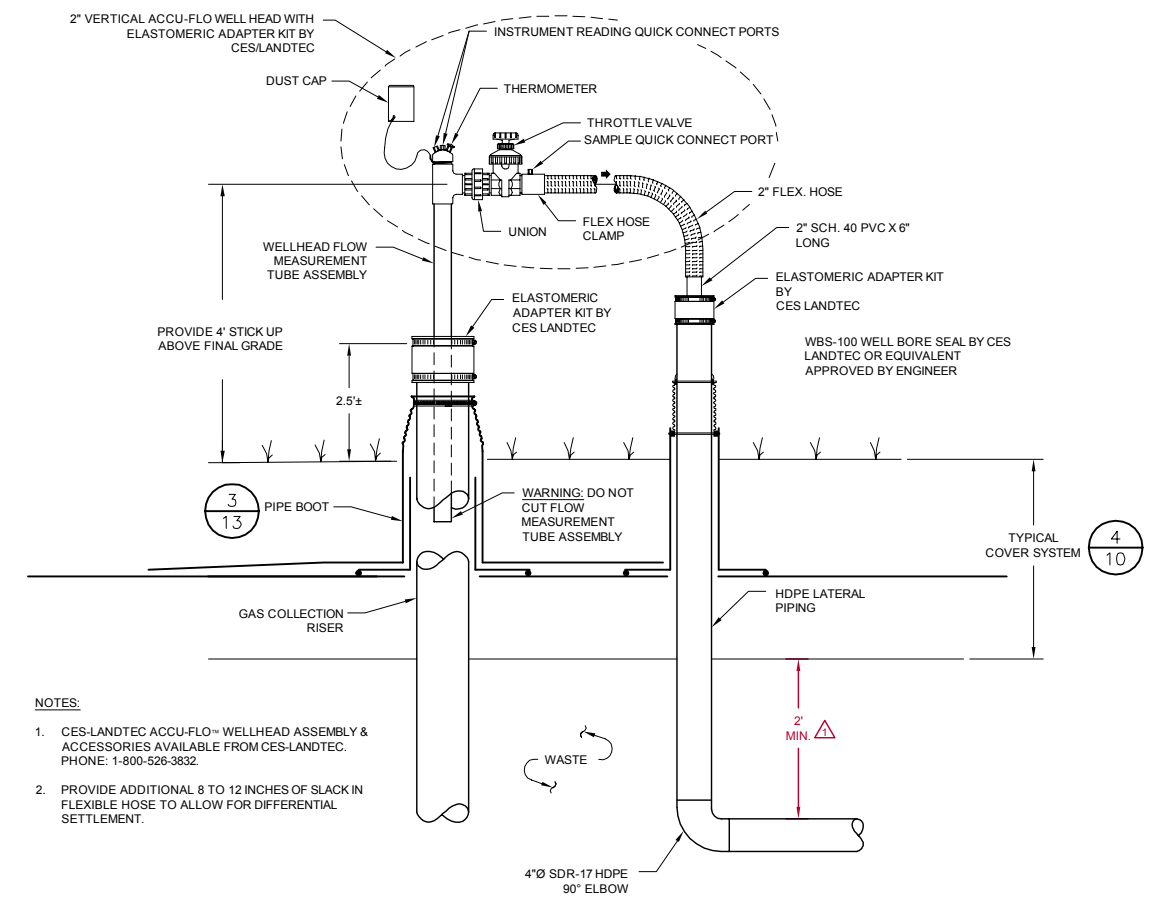 2" VERTICAL ACCU-FLO WELL HEAD WITH
ELASTOMERIC ADAPTER KIT BY
CES/LANDTEC
INSTRUMENT READING QUICK CONNECT PORTS
DUST CAP
THERMOMETER
THROTTLE VALVE
SAMPLE QUICK CONNECT PORT
2" FLEX. HOSE
FLEX HOSE
CLAMP
UNION
2" SCH. 40 PVC X 6"
LONG
WELLHEAD FLOW
MEASUREMENT
TUBE ASSEMBLY
ELASTOMERIC ADAPTER KIT
BY
CES LANDTEC
ELASTOMERIC
ADAPTER KIT BY
CES LANDTEC
PROVIDE 4' STICK UP
ABOVE FINAL GRADE
WBS-100 WELL BORE SEAL BY CES
LANDTEC OR EQUIVALENT
APPROVED BY ENGINEER
2.5'±
3
13
PIPE BOOT
WARNING: DO NOT
CUT FLOW
MEASUREMENT
TUBE ASSEMBLY
TYPICAL
COVER SYSTEM
4
10
GAS COLLECTION
RISER
HDPE LATERAL
PIPING
NOTES:
1. CES-LANDTEC ACCU-FLO™ WELLHEAD ASSEMBLY &
ACCESSORIES AVAILABLE FROM CES-LANDTEC.
PHONE: 1-800-526-3832.
2. PROVIDE ADDITIONAL 8 TO 12 INCHES OF SLACK IN
FLEXIBLE HOSE TO ALLOW FOR DIFFERENTIAL
SETTLEMENT.
WASTE
2'
MIN. 1
4"Ø SDR-17 HDPE
90° ELBOW